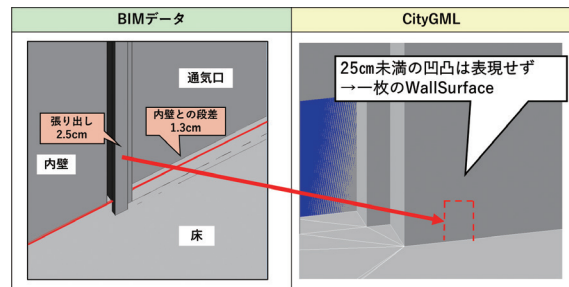 BIMデータ
CityGML
通気口
張り出し
2.5cm
内壁との段差
1.3cm
内壁
床
25㎝未満の凹凸は表現せず
→一枚のWallSurface